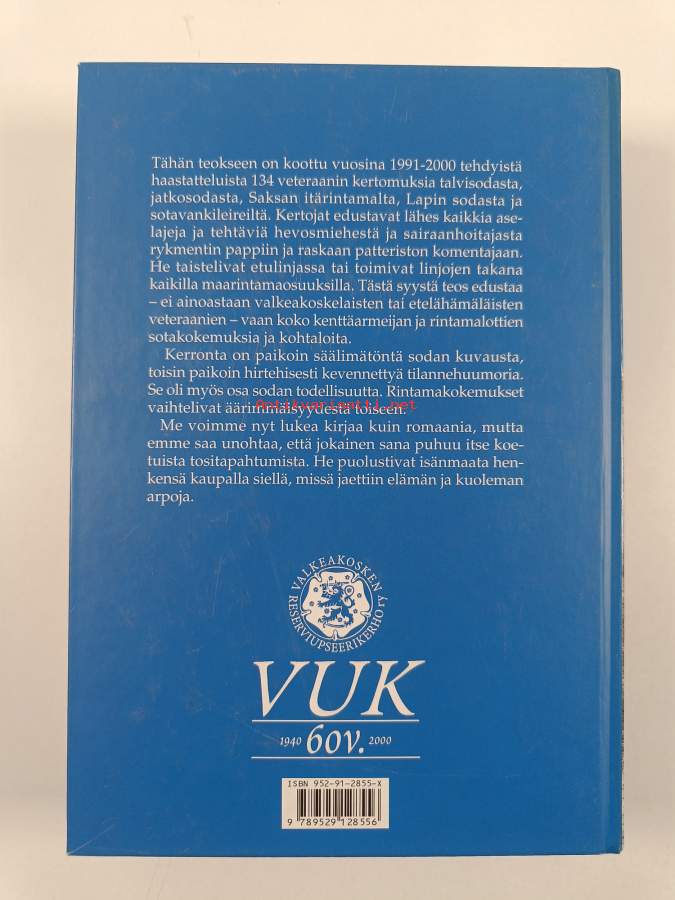 Tähän teokseen on koottu vuosina 1991-2000 tehdyistä
haastatteluista 134 veteraanin kertomuksia talvisodasta,
jatkosodasta, Saksan itärintamalta, Lapin sodasta ja
sotavankileireiltä. Kertojat edustavat lähes kaikkia ase-
lajeja ja tehtäviä hevosmiehestä ja sairaanhoitajasta
rykmentin pappiin ja raskaan patteriston komentajaan.
He taistelivat etulinjassa tai toimivat linjojen takana
kaikilla maarintamaosuuksilla. Tästä syystä teos edustaa
– ei ainoastaan valkeakoskelaisten tai etelähämäläisten
veteraanien – vaan koko kenttäarmeijan ja rintamalottien
sotakokemuksia ja kohtaloita.
Kerronta on paikoin säälimätöntä sodan kuvausta,
toisin paikoin hirtehisesti kevennettyä tilannehuumoria.
Se oli myös osa sodan todellisuutta. Rintamakokemukset
Antikvariaatti.net
vaihtelivat äärimmäisyydestä toiseen.
Me voimme nyt lukea kirjaa kuin romaania, mutta
emme saa unohtaa, että jokainen sana puhuu itse koe-
tuista tositapahtumista. He puolustivat isänmaata hen-
kensä kaupalla siellä, missä jaettiin elämän ja kuoleman
arpoja.
VALKEAKOSKEN
RESERVIUPSEERIKERHO ry
VUK
1940 60v. 2000
ISBN 952-91-2855-X
9 789529 128556